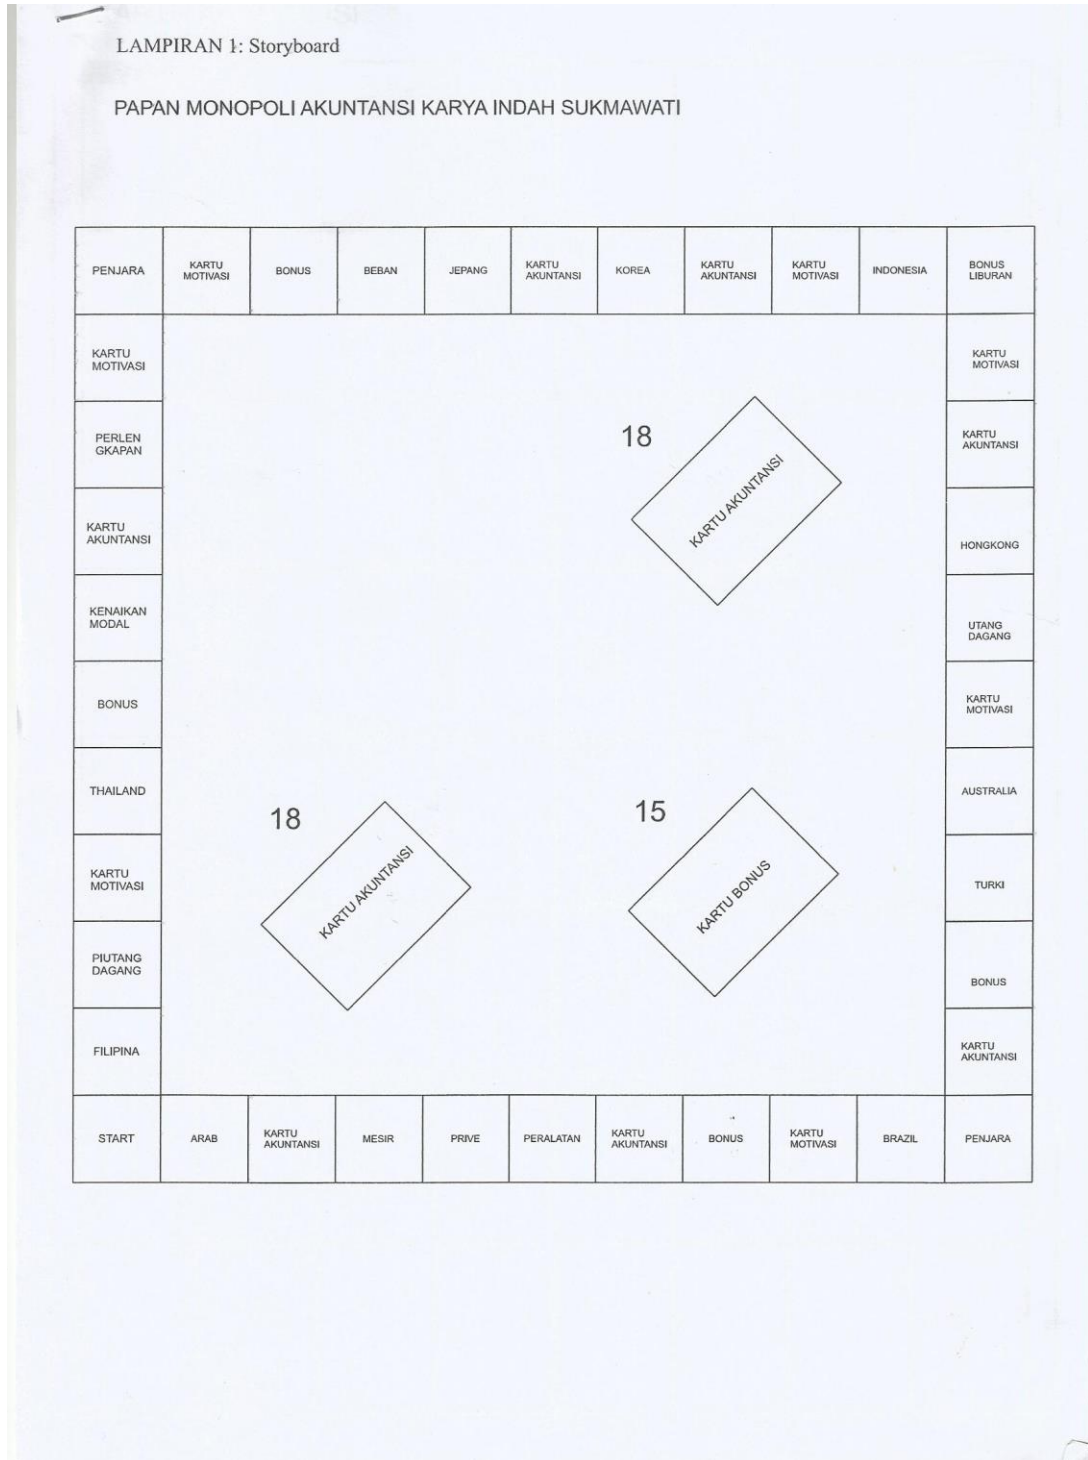 LAMPIRAN 1: Storyboard
PAPAN MONOPOLI AKUNTANSI KARYA INDAH SUKMAWATI
PENJARA
KARTU
MOTIVASI
BONUS
BEBAN
JEPANG
KARTU
AKUNTANSI
KOREA
KARTU
AKUNTANSI
KARTU
MOTIVASI
INDONESIA
BONUS
LIBURAN
KARTU
MOTIVASI
KARTU
MOTIVASI
PERLEN
GKAPAN
18
KARTU AKUNTANSI
KARTU
AKUNTANSI
KARTU
AKUNTANSI
HONGKONG
KENAIKAN
MODAL
UTANG
DAGANG
BONUS
KARTU
MOTIVASI
THAILAND
18
KARTU AKUNTANSI
15
KARTU BONUS
AUSTRALIA
KARTU
MOTIVASI
TURKI
PIUTANG
DAGANG
BONUS
FILIPINA
KARTU
AKUNTANSI
START
ARAB
KARTU
AKUNTANSI
MESIR
PRIVE
PERALATAN
KARTU
AKUNTANSI
BONUS
KARTU
MOTIVASI
BRAZIL
PENJARA